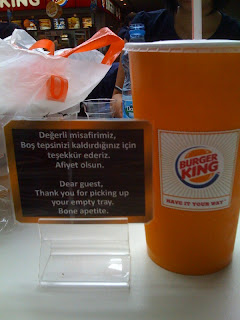 KING
Değerli misafirimiz,
Boş tepsinizi kaldırdığınız için
teşekkür ederiz.
Afiyet olsun.
Dear guest,
Thank you for picking up
your empty tray.
Bone apetite.
BURGER
KING
HAVE IT YOUR WAY